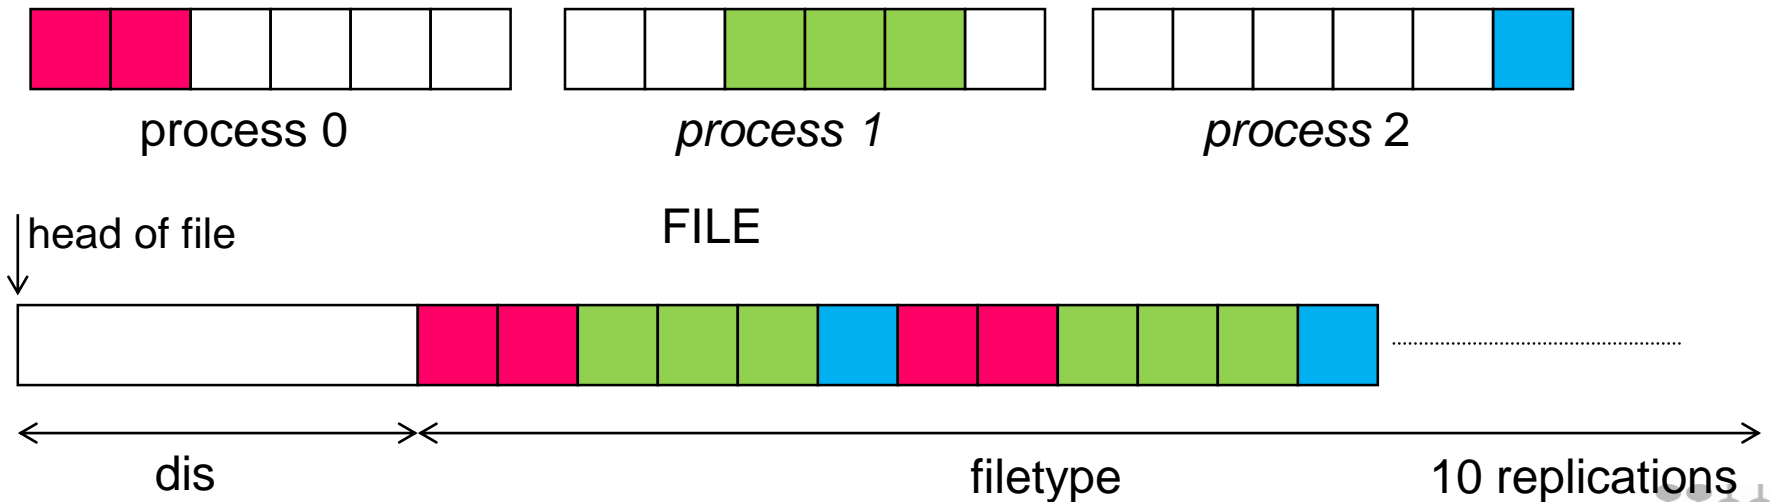 process 0
process 1
process 2
head of file
FILE
dis
filetype
10 replications